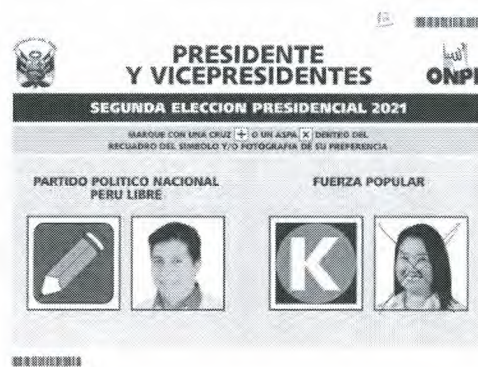 12
PRESIDENTE
Y VICEPRESIDENTES
ONPE
SEGUNDA ELECCION PRESIDENCIAL 2021
MARQUE CON UNA CRUZ + O UN ASPA X DENTRO DEL
RECUADRO DEL SIMBOLO Y/O FOTOGRAFIA DE SU PREFERENCIA
PARTIDO POLITICO NACIONAL
PERU LIBRE
FUERZA POPULAR
K